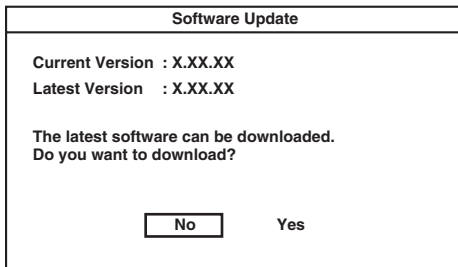 Software Update
Current Version : X.XX.XX
Latest Version : X.XX.XX
The latest software can be downloaded.
Do you want to download?
No Yes